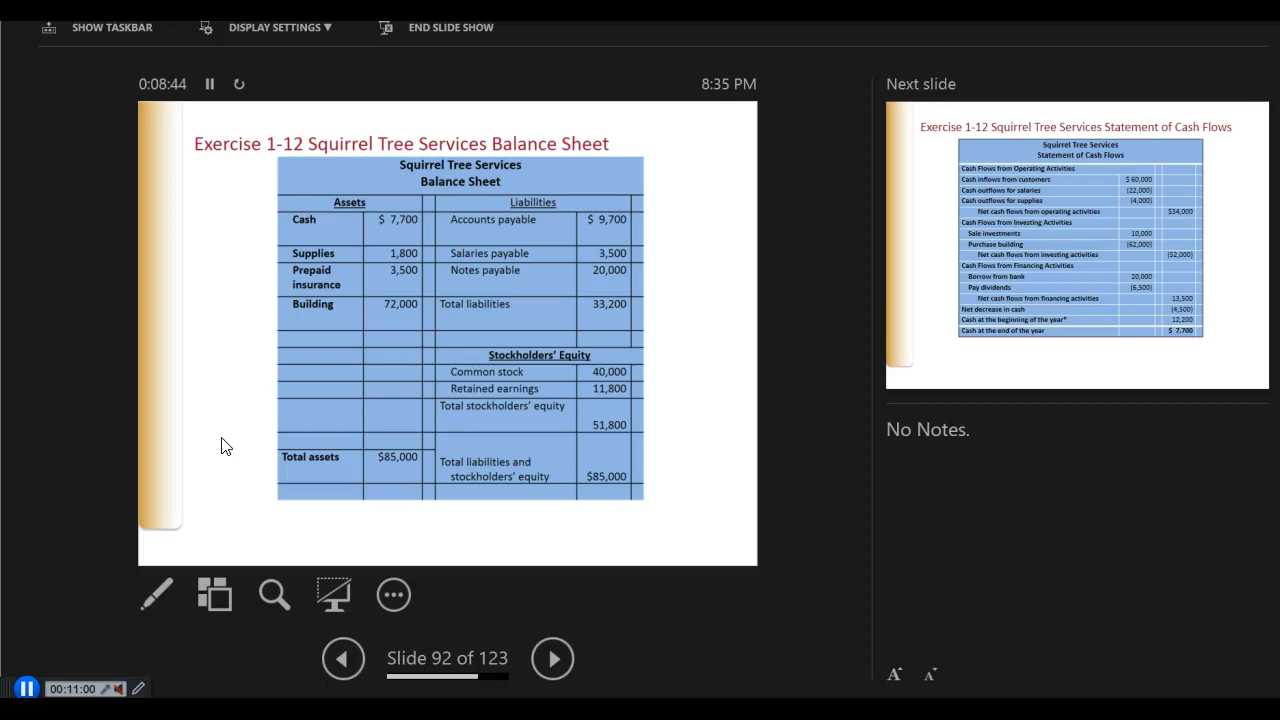 SHOW TASKBAR DISPLAY SETTINGS ▼ END SLIDE SHOW
0:08:44 8:35 PM
Exercise 1-12 Squirrel Tree Services Balance Sheet
Squirrel Tree Services
Balance Sheet
Assets Liabilities
Cash $ 7,700 Accounts payable $ 9,700
Supplies 1,800 Salaries payable 3,500
Prepaid 3,500 Notes payable 20,000
insurance
Building 72,000 Total liabilities 33,200
Stockholders' Equity
Common stock 40,000
Retained earnings 11,800
Total stockholders' equity
51,800
Total assets $85,000 Total liabilities and
stockholders' equity $85,000
Slide 92 of 123
00:11:00
Next slide
Exercise 1-12 Squirrel Tree Services Statement of Cash Flows
Squirrel Tree Services
Statement of Cash Flows
Cash Flows from Operating Activities
Cash inflows from customers $ 60,000
Cash outflows for salaries (22,000)
Cash outflows for supplies (4,000)
Net cash flows from operating activities $34,000
Cash Flows from Investing Activities
Sale investments 10,000
Purchase building (62,000)
Net cash flows from investing activities (52,000)
Cash Flows from Financing Activities
Borrow from bank 20,000
Pay dividends (6,500)
Net cash flows from financing activities 13,500
Net decrease in cash (4,500)
Cash at the beginning of the year* 12,200
Cash at the end of the year $ 7,700
No Notes.
A A